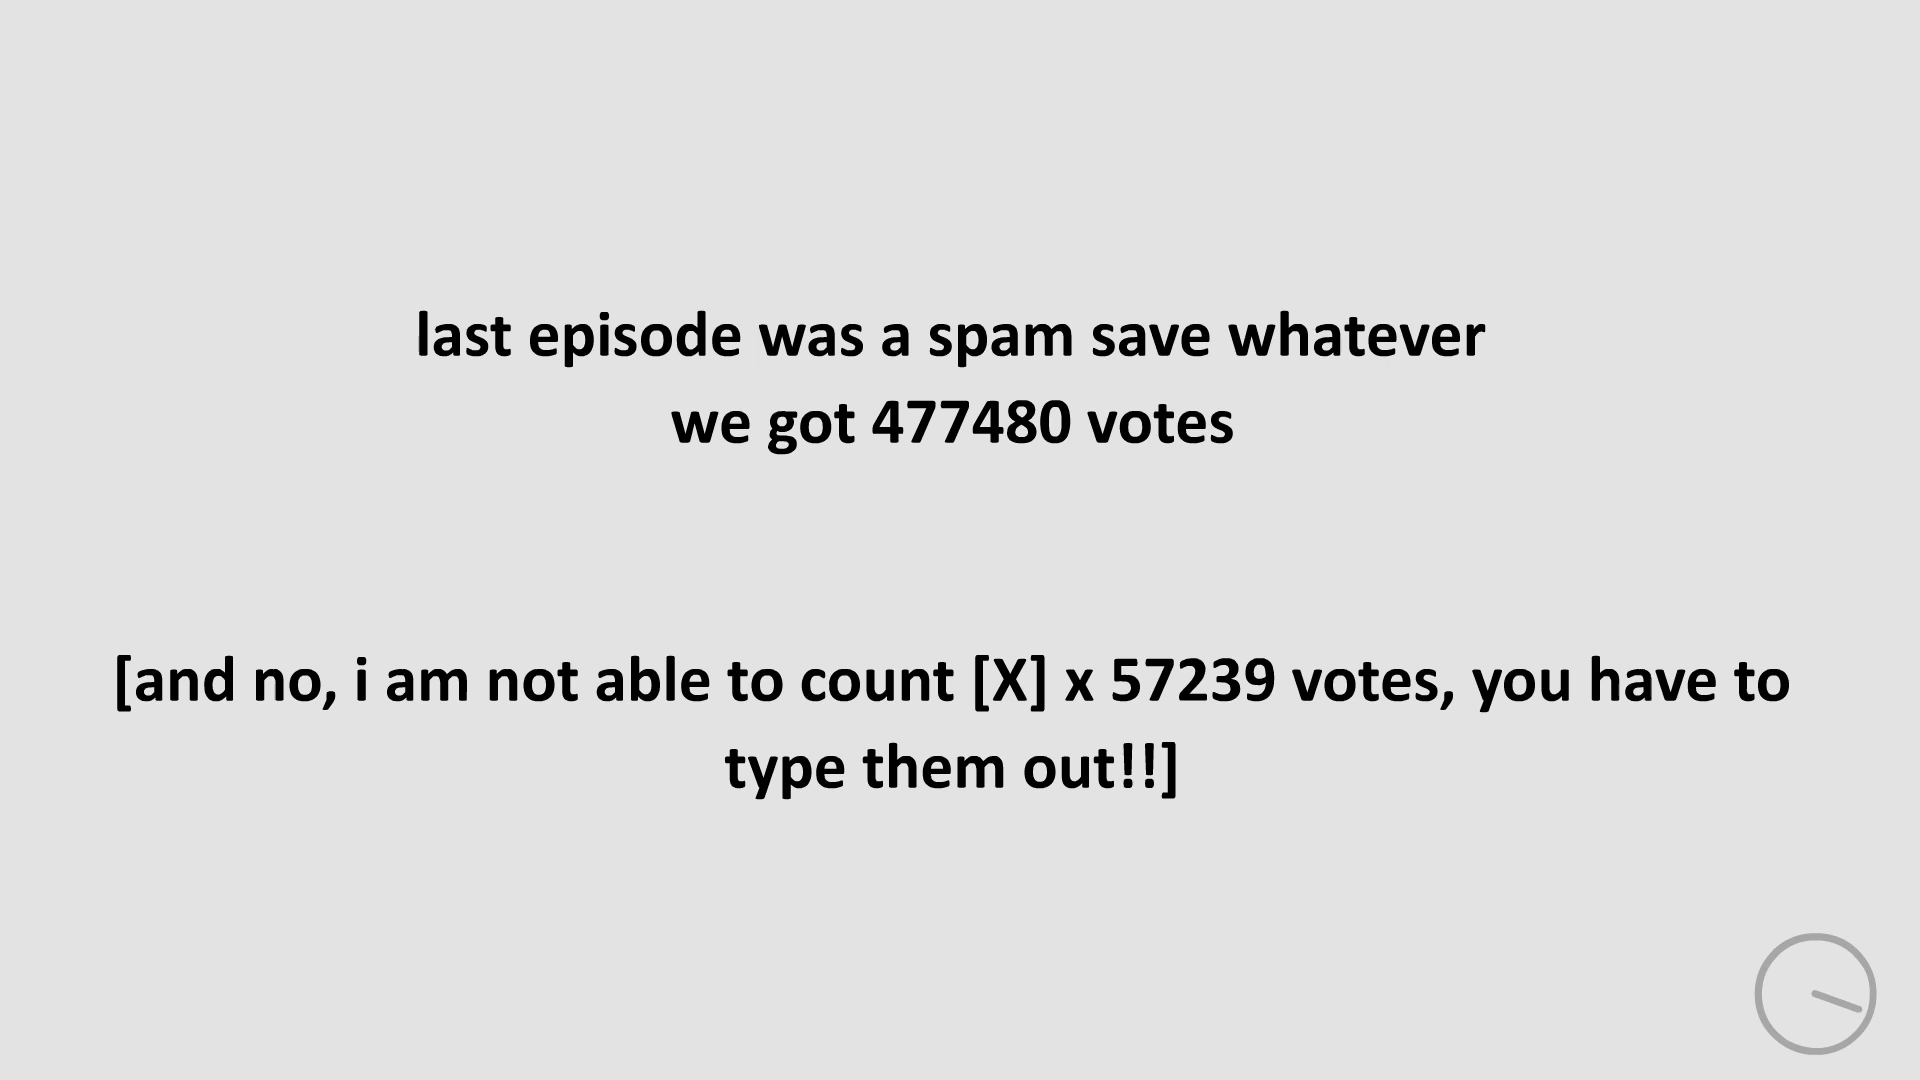 last episode was a spam save whatever
we got 477480 votes
[and no, i am not able to count [X] x 57239 votes, you have to
type them out!!]